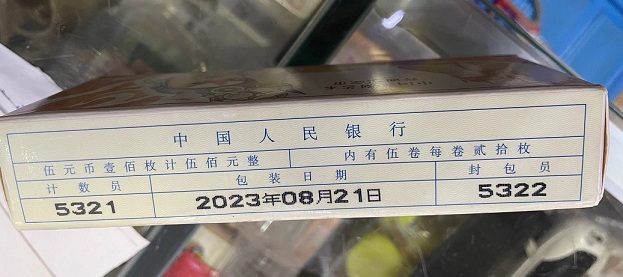 中国人民银行
伍元币壹佰枚计伍佰元整 内有伍卷每卷贰拾枚
计数员 包装日期 封包员
5321 2023年08月21日 5322